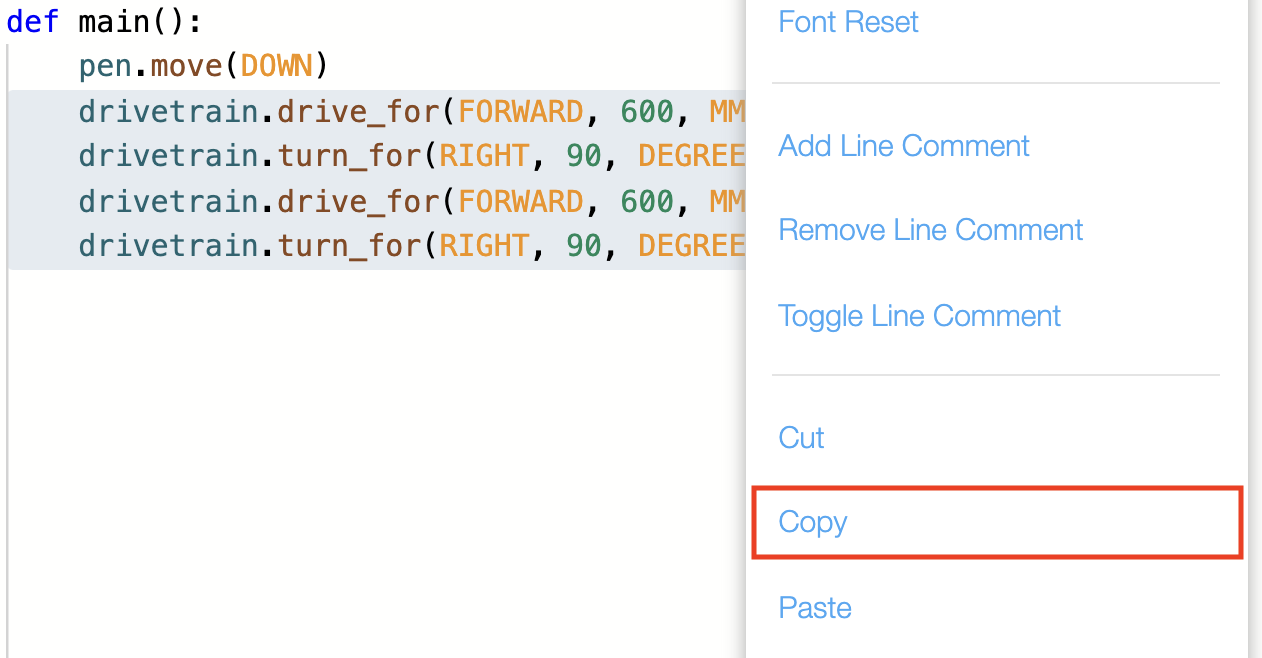 def main():
    pen.move(DOWN)
    drivetrain.drive_for(FORWARD, 600, MM
    drivetrain.turn_for(RIGHT, 90, DEGREE
    drivetrain.drive_for(FORWARD, 600, MM
    drivetrain.turn_for(RIGHT, 90, DEGREE
Font Reset
Add Line Comment
Remove Line Comment
Toggle Line Comment
Cut
Copy
Paste